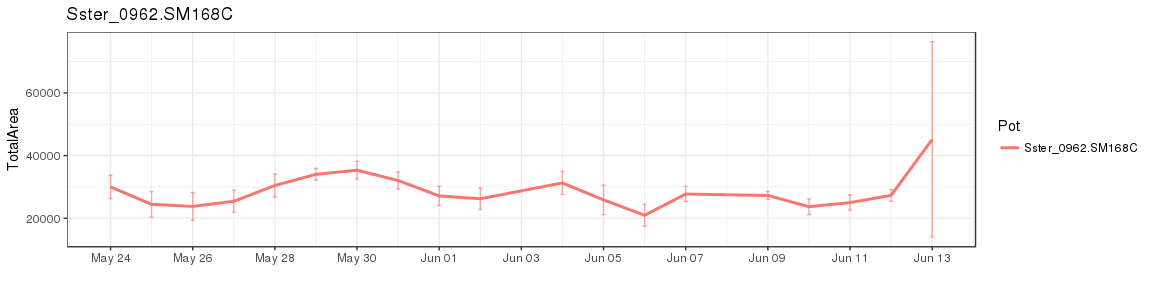 Sster_0962.SM168C
TotalArea
60000
40000
20000
May 24 May 26 May 28 May 30 Jun 01 Jun 03 Jun 05 Jun 07 Jun 09 Jun 11 Jun 13
Pot
Sster_0962.SM168C